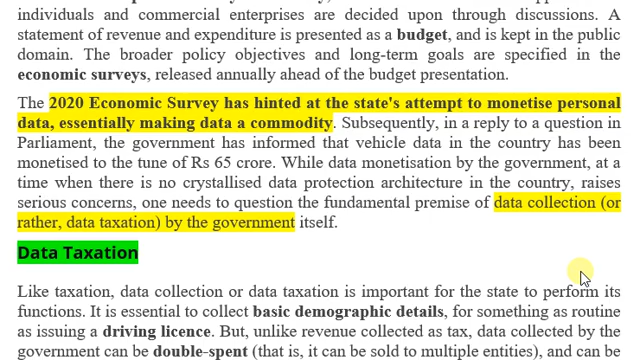 individuals and commercial enterprises are decided upon through discussions. A
statement of revenue and expenditure is presented as a budget, and is kept in the public
domain. The broader policy objectives and long-term goals are specified in the
economic surveys, released annually ahead of the budget presentation.
The 2020 Economic Survey has hinted at the state's attempt to monetise personal
data, essentially making data a commodity. Subsequently, in a reply to a question in
Parliament, the government has informed that vehicle data in the country has been
monetised to the tune of Rs 65 crore. While data monetisation by the government, at a
time when there is no crystallised data protection architecture in the country, raises
serious concerns, one needs to question the fundamental premise of data collection (or
rather, data taxation) by the government itself.
Data Taxation
Like taxation, data collection or data taxation is important for the state to perform its
functions. It is essential to collect basic demographic details, for something as routine
as issuing a driving licence. But, unlike revenue collected as tax, data collected by the
government can be double-spent (that is, it can be sold to multiple entities), and can be